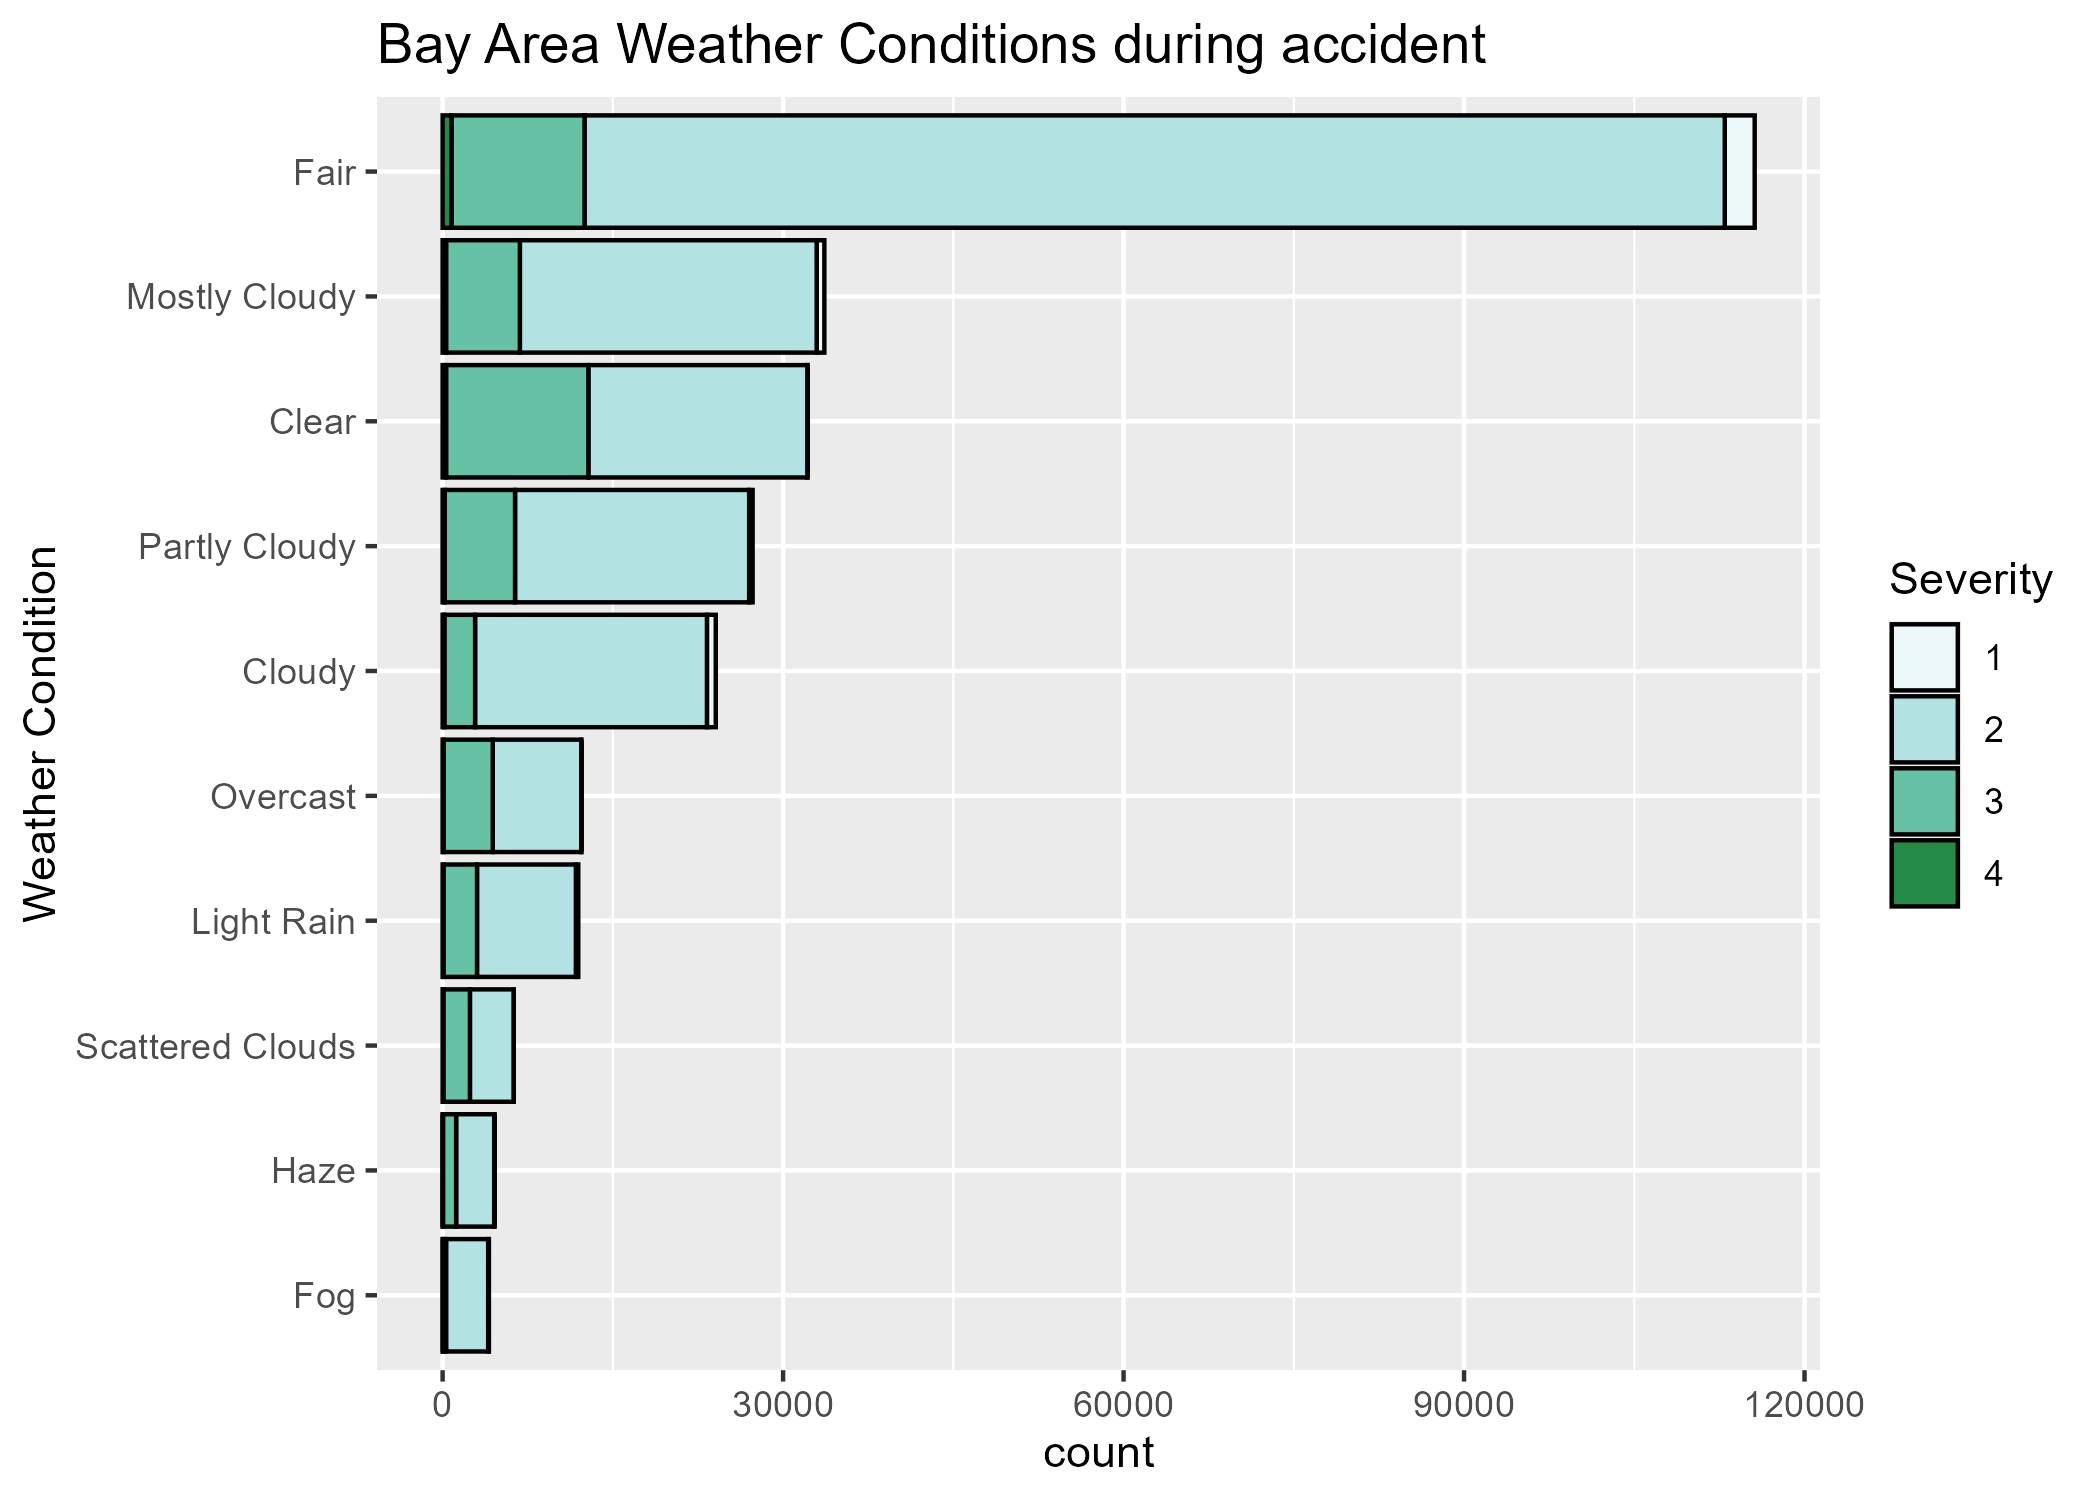 Bay Area Weather Conditions during accident
Weather Condition
Fair
Mostly Cloudy
Clear
Partly Cloudy
Cloudy
Overcast
Light Rain
Scattered Clouds
Haze
Fog
0 30000 60000 90000 120000
count
Severity
1
2
3
4